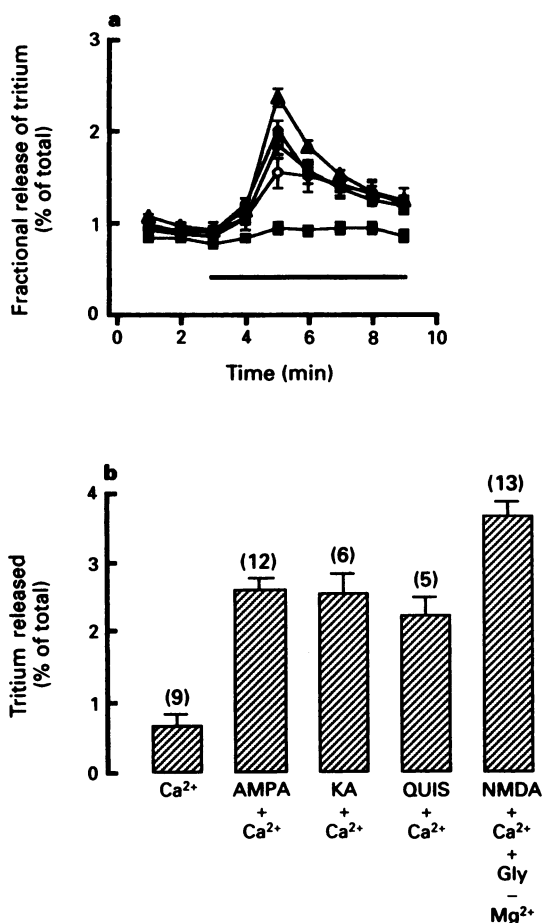 a
Fractional release of tritium
(% of total)
3
2
1
0
0 2 4 6 8 10
Time (min)
b
Tritium released
(% of total)
4
3
2
1
0
(9) (12) (6) (5) (13)
Ca²⁺ AMPA KA QUIS NMDA
+ + + +
Ca²⁺ Ca²⁺ Ca²⁺ Ca²⁺
+
Gly
–
Mg²⁺